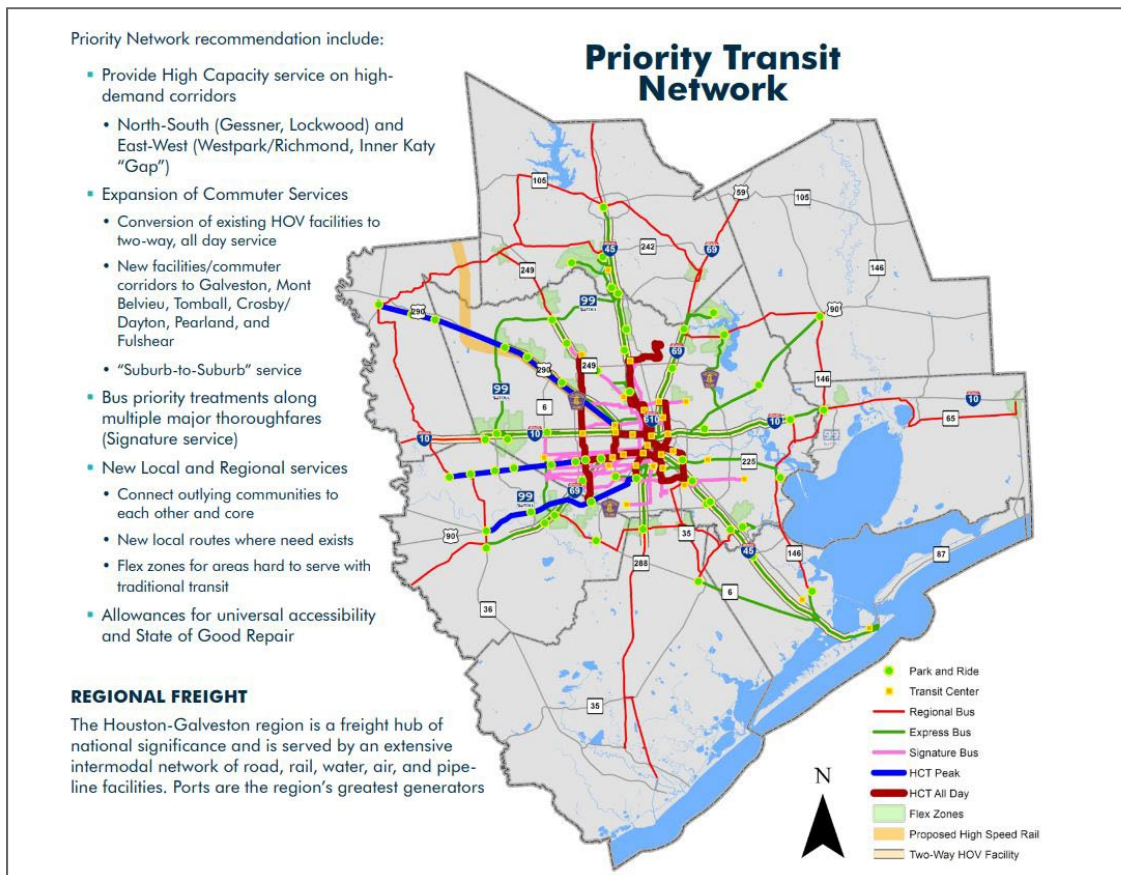 Priority Network recommendation include:
▪ Provide High Capacity service on high-
demand corridors
• North-South (Gessner, Lockwood) and
East-West (Westpark/Richmond, Inner Katy
“Gap”)
▪ Expansion of Commuter Services
• Conversion of existing HOV facilities to
two-way, all day service
• New facilities/commuter
corridors to Galveston, Mont
Belvieu, Tomball, Crosby/
Dayton, Pearland, and
Fulshear
• “Suburb-to-Suburb” service
▪ Bus priority treatments along
multiple major thoroughfares
(Signature service)
▪ New Local and Regional services
• Connect outlying communities to
each other and core
• New local routes where need exists
• Flex zones for areas hard to serve with
traditional transit
▪ Allowances for universal accessibility
and State of Good Repair
REGIONAL FREIGHT
The Houston-Galveston region is a freight hub of
national significance and is served by an extensive
intermodal network of road, rail, water, air, and pipe-
line facilities. Ports are the region’s greatest generators
Priority Transit
Network
105
59
105
45
242
69
146
249
99
290
90
69
249
290
99
146
6
610
10
65
10
10
10
99
225
99
69
90
35
45
146
87
288
6
36
35
Park and Ride
Transit Center
Regional Bus
Express Bus
Signature Bus
HCT Peak
HCT All Day
Flex Zones
Proposed High Speed Rail
Two-Way HOV Facility
N